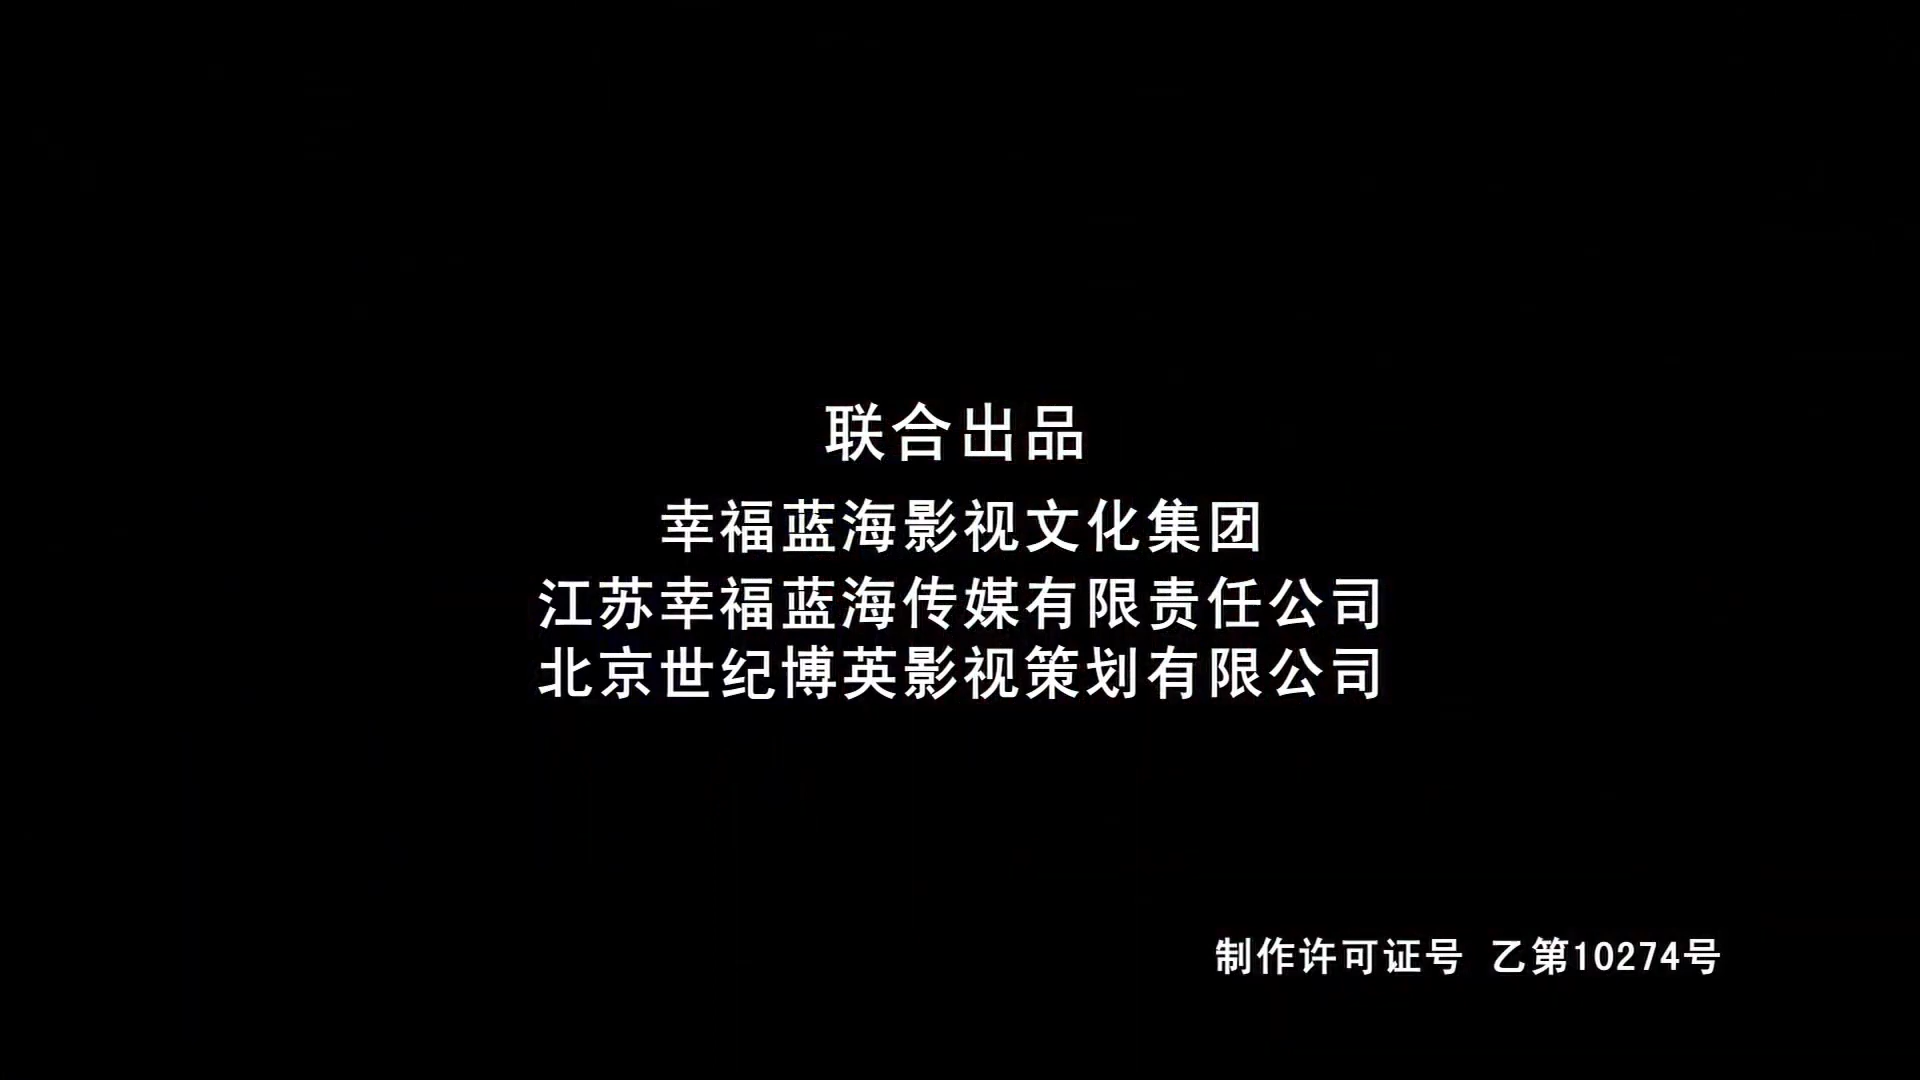 联合出品
幸福蓝海影视文化集团
江苏幸福蓝海传媒有限责任公司
北京世纪博英影视策划有限公司
制作许可证号 乙第10274号